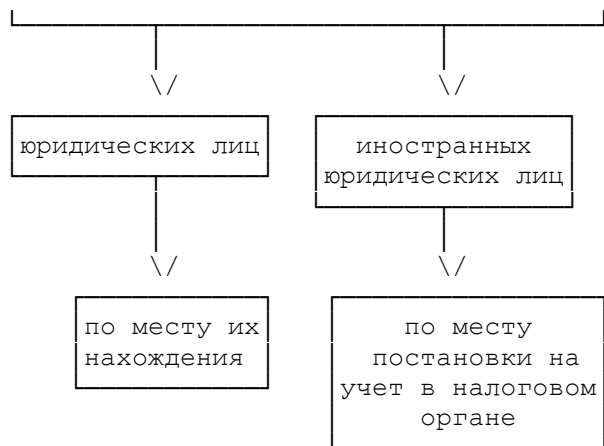 юридических лиц
иностранных
юридических лиц
по месту их
нахождения
по месту
постановки на
учет в налоговом
органе